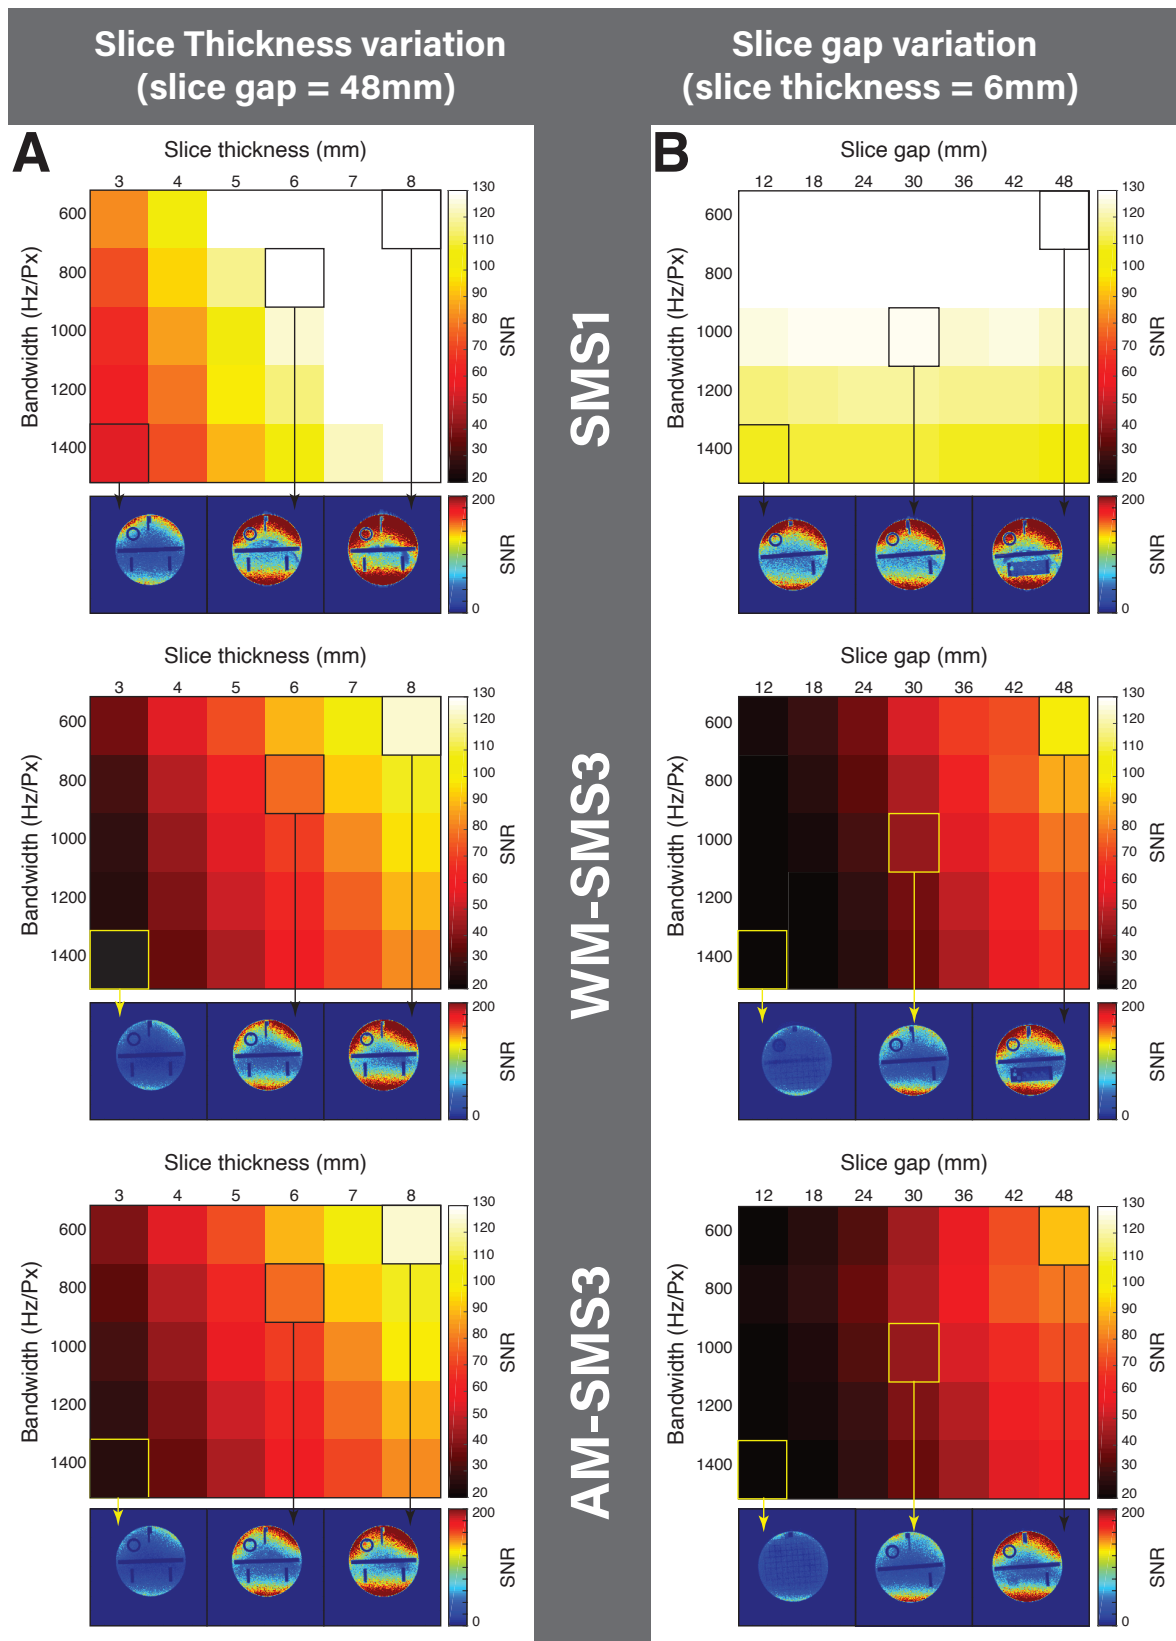 Slice Thickness variation
(slice gap = 48mm)
Slice gap variation
(slice thickness = 6mm)
A
Slice thickness (mm)
3 4 5 6 7 8
Bandwidth (Hz/Px)
600
800
1000
1200
1400
130
120
110
100
90
80
70
60
50
40
30
20
SNR
200
0
SNR
B
Slice gap (mm)
12 18 24 30 36 42 48
Bandwidth (Hz/Px)
600
800
1000
1200
1400
130
120
110
100
90
80
70
60
50
40
30
20
SNR
200
0
SNR
SMS1
Slice thickness (mm)
3 4 5 6 7 8
Bandwidth (Hz/Px)
600
800
1000
1200
1400
130
120
110
100
90
80
70
60
50
40
30
20
SNR
200
0
SNR
Slice gap (mm)
12 18 24 30 36 42 48
Bandwidth (Hz/Px)
600
800
1000
1200
1400
130
120
110
100
90
80
70
60
50
40
30
20
SNR
200
0
SNR
WM-SMS3
Slice thickness (mm)
3 4 5 6 7 8
Bandwidth (Hz/Px)
600
800
1000
1200
1400
130
120
110
100
90
80
70
60
50
40
30
20
SNR
200
0
SNR
Slice gap (mm)
12 18 24 30 36 42 48
Bandwidth (Hz/Px)
600
800
1000
1200
1400
130
120
110
100
90
80
70
60
50
40
30
20
SNR
200
0
SNR
AM-SMS3